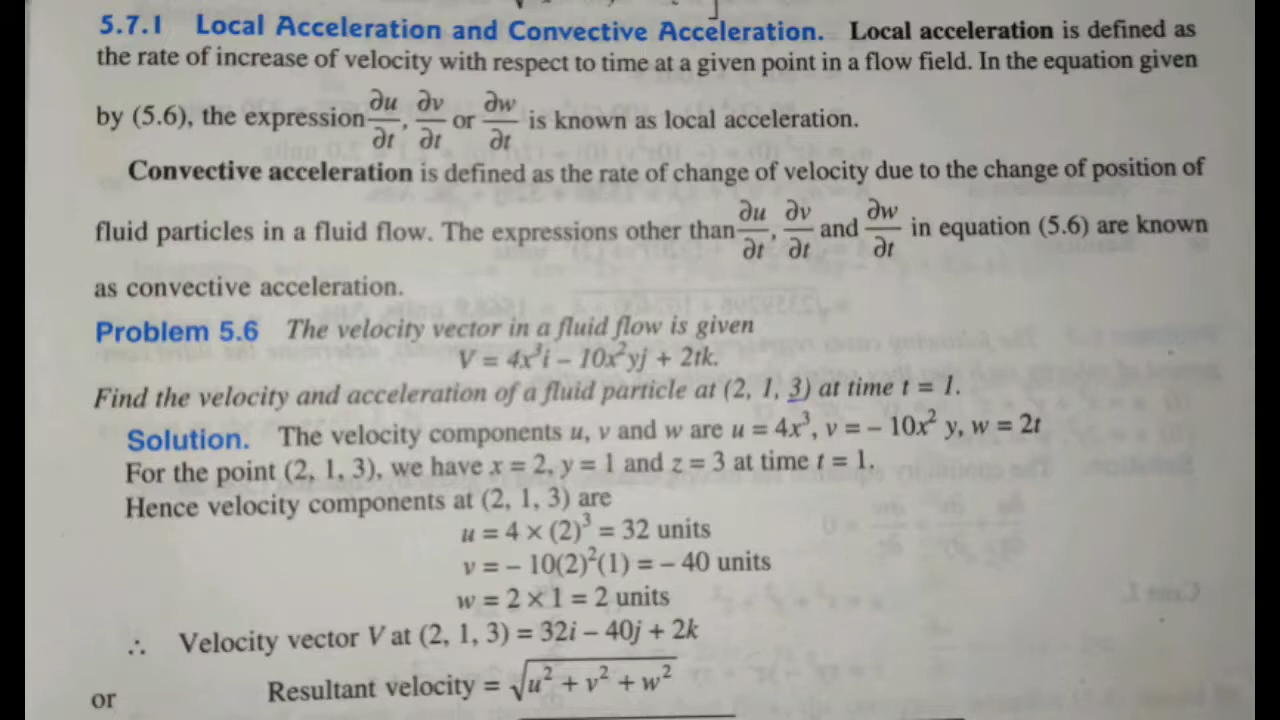 5.7.1 Local Acceleration and Convective Acceleration. Local acceleration is defined as
the rate of increase of velocity with respect to time at a given point in a flow field. In the equation given
by (5.6), the expression ∂u/∂t, ∂v/∂t or ∂w/∂t is known as local acceleration.
Convective acceleration is defined as the rate of change of velocity due to the change of position of
fluid particles in a fluid flow. The expressions other than ∂u/∂t, ∂v/∂t and ∂w/∂t in equation (5.6) are known
as convective acceleration.
Problem 5.6 The velocity vector in a fluid flow is given
V = 4x³i – 10x²yj + 2tk.
Find the velocity and acceleration of a fluid particle at (2, 1, 3) at time t = 1.
Solution. The velocity components u, v and w are u = 4x³, v = – 10x² y, w = 2t
For the point (2, 1, 3), we have x = 2, y = 1 and z = 3 at time t = 1.
Hence velocity components at (2, 1, 3) are
u = 4 × (2)³ = 32 units
v = – 10(2)²(1) = – 40 units
w = 2 × 1 = 2 units
∴ Velocity vector V at (2, 1, 3) = 32i – 40j + 2k
or Resultant velocity = √(u² + v² + w²)